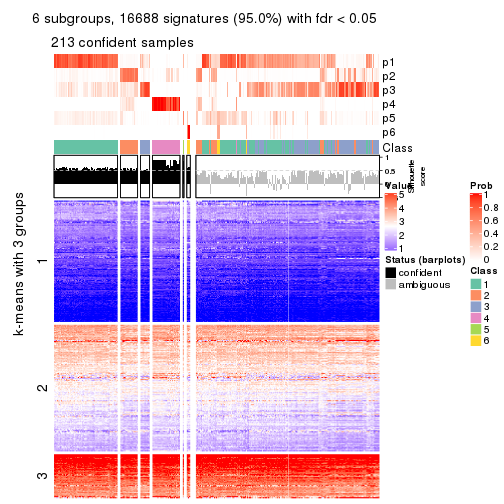 6 subgroups, 16688 signatures (95.0%) with fdr < 0.05
213 confident samples
p1
p2
p3
p4
p5
p6
Class
1
0.5
0
Silhouette
score
k-means with 3 groups
1
2
3
Value
5
4
3
2
1
Status (barplots)
confident
ambiguous
Prob
1
0.8
0.6
0.4
0.2
0
Class
1
2
3
4
5
6